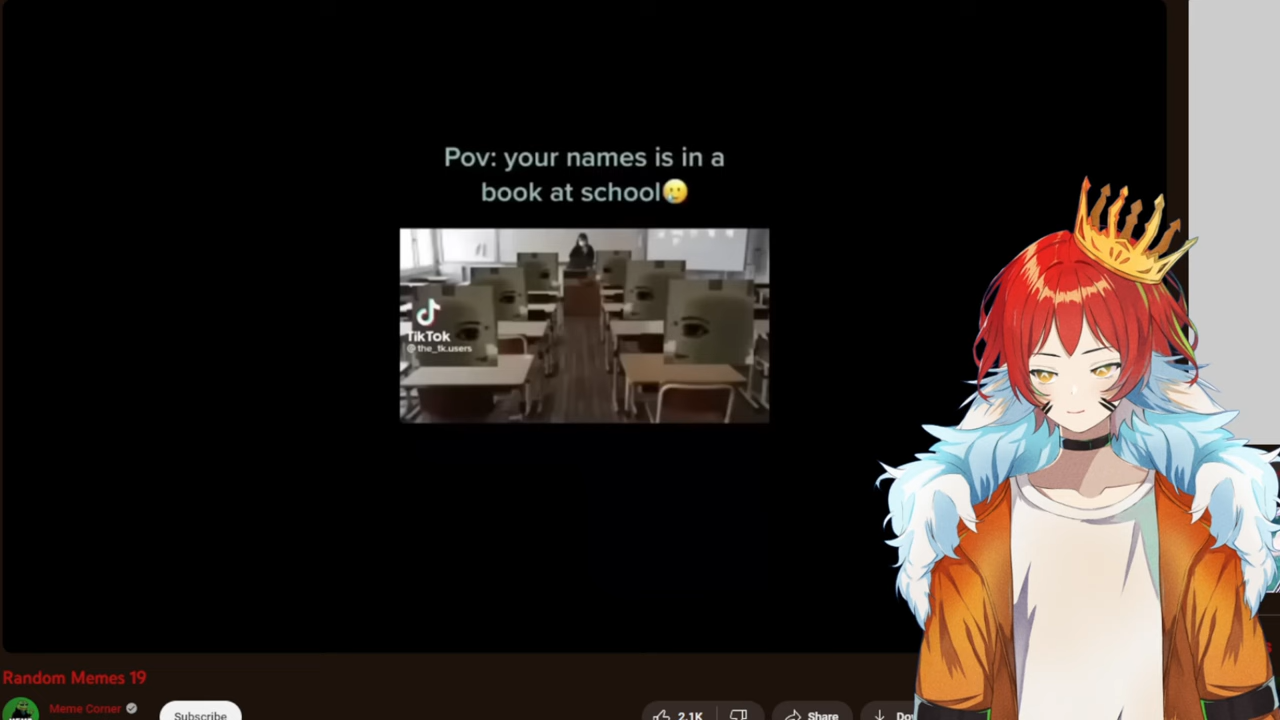 Pov: your names is in a
book at school🥲
TikTok
@the_tk.users
Random Memes 19
Meme Corner
Subscribe
2.1K
Share